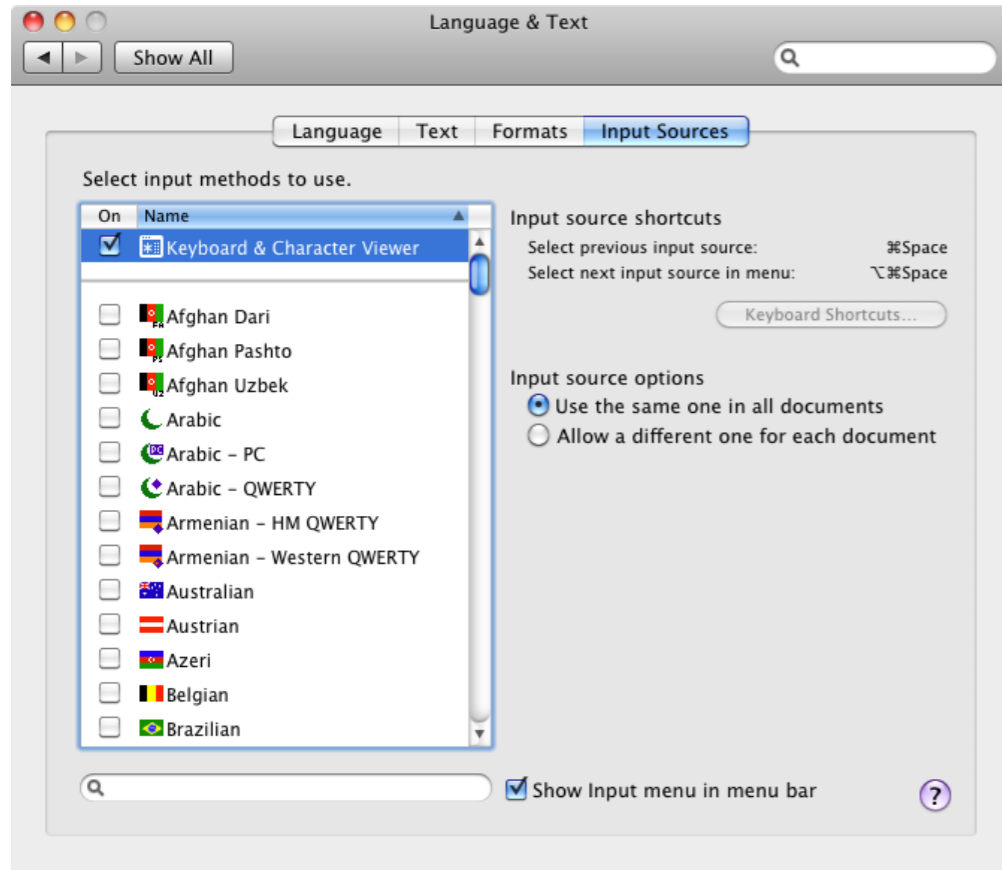 Language & Text
Show All
Language Text Formats Input Sources
Select input methods to use.
On Name
Keyboard & Character Viewer
Afghan Dari
Afghan Pashto
Afghan Uzbek
Arabic
Arabic – PC
Arabic – QWERTY
Armenian – HM QWERTY
Armenian – Western QWERTY
Australian
Austrian
Azeri
Belgian
Brazilian
Input source shortcuts
Select previous input source: ⌘Space
Select next input source in menu: ⌥⌘Space
Keyboard Shortcuts...
Input source options
Use the same one in all documents
Allow a different one for each document
Show Input menu in menu bar
?